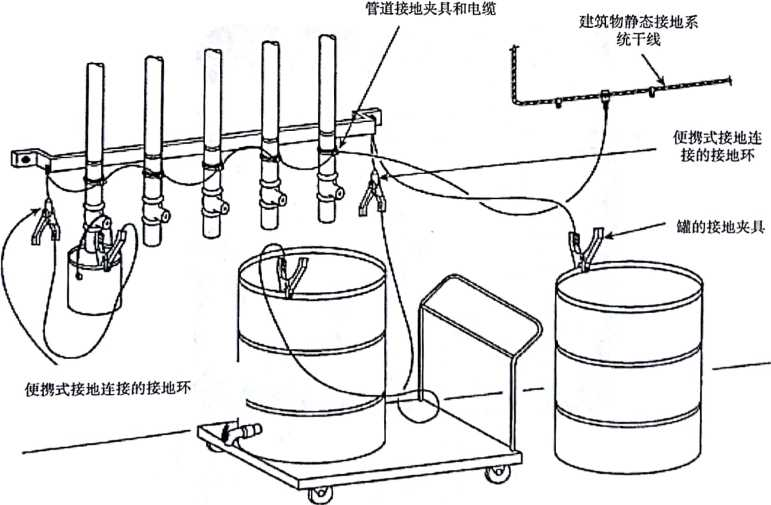 管道接地夹具和电缆
建筑物静态接地系
统干线
便携式接地连
接的接地环
罐的接地夹具
便携式接地连接的接地环